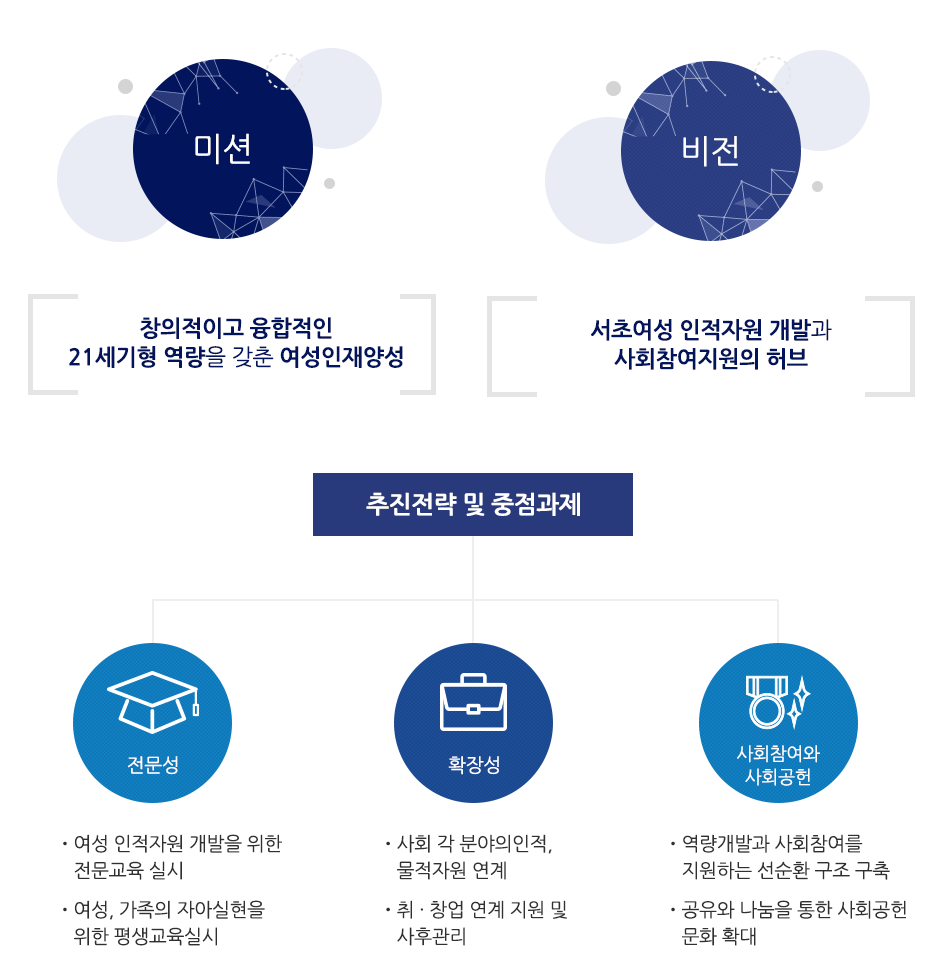 미션
비전
창의적이고 융합적인
21세기형 역량을 갖춘 여성인재양성
서초여성 인적자원 개발과
사회참여지원의 허브
추진전략 및 중점과제
전문성
확장성
사회참여와
사회공헌
· 여성 인적자원 개발을 위한
전문교육 실시
· 여성, 가족의 자아실현을
위한 평생교육실시
· 사회 각 분야의인적,
물적자원 연계
· 취 · 창업 연계 지원 및
사후관리
· 역량개발과 사회참여를
지원하는 선순환 구조 구축
· 공유와 나눔을 통한 사회공헌
문화 확대